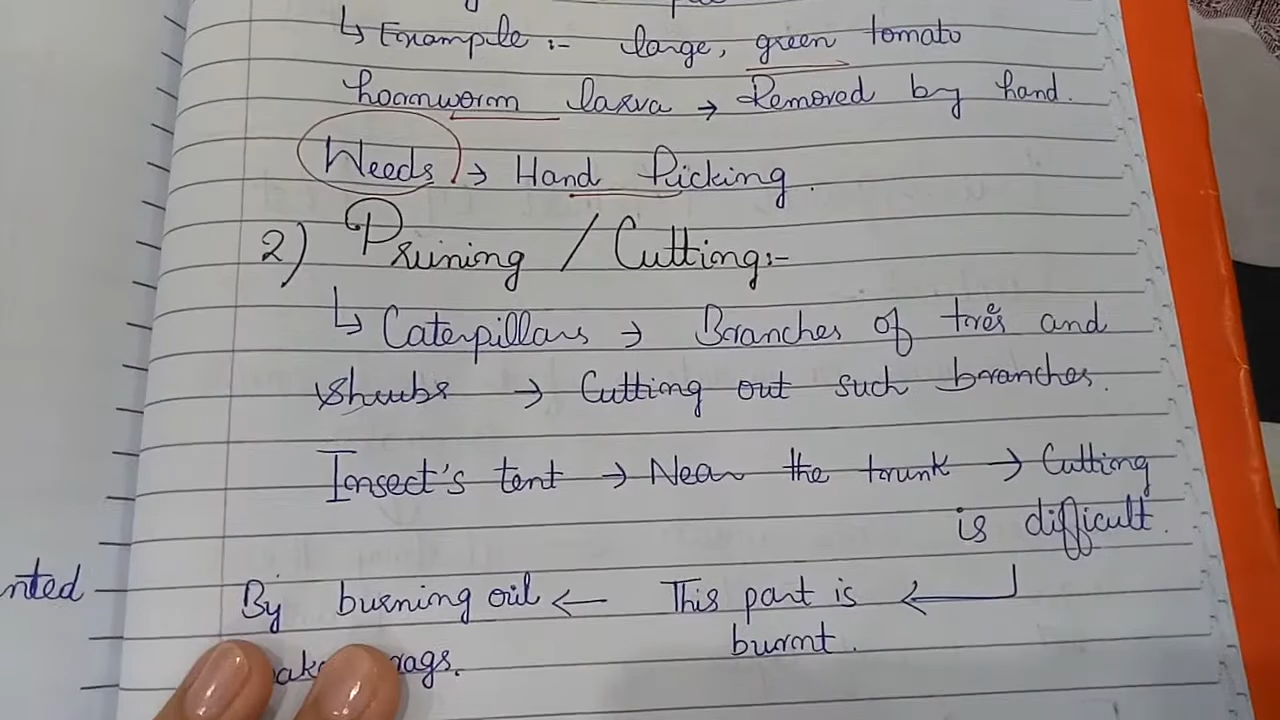 ↳ Example :- large, green tomato
hornworm larva → Removed by hand.
Weeds → Hand Picking.
2) Pruining / Cutting:-
↳ Caterpillars → Branches of trees and
shubs → Cutting out such branches.
Insect's tent → Near the trunk → Cutting
is difficult.
nted
By burning oil ← This part is ←
burnt.
rags.